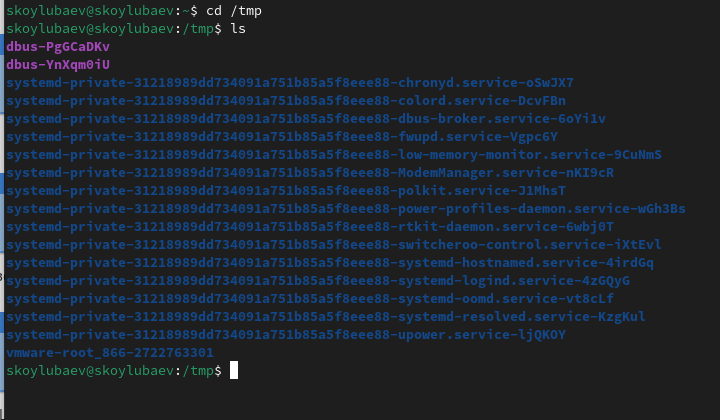 skoylubaev@skoylubaev:~$ cd /tmp
skoylubaev@skoylubaev:/tmp$ ls
dbus-PgGCaDKv
dbus-YnXqm0iU
systemd-private-31218989dd734091a751b85a5f8eee88-chronyd.service-oSwJX7
systemd-private-31218989dd734091a751b85a5f8eee88-colord.service-DcvFBn
systemd-private-31218989dd734091a751b85a5f8eee88-dbus-broker.service-6oYi1v
systemd-private-31218989dd734091a751b85a5f8eee88-fwupd.service-Vgpc6Y
systemd-private-31218989dd734091a751b85a5f8eee88-low-memory-monitor.service-9CuNmS
systemd-private-31218989dd734091a751b85a5f8eee88-ModemManager.service-nKI9cR
systemd-private-31218989dd734091a751b85a5f8eee88-polkit.service-J1MhsT
systemd-private-31218989dd734091a751b85a5f8eee88-power-profiles-daemon.service-wGh3Bs
systemd-private-31218989dd734091a751b85a5f8eee88-rtkit-daemon.service-6wbj0T
systemd-private-31218989dd734091a751b85a5f8eee88-switcheroo-control.service-iXtEvl
systemd-private-31218989dd734091a751b85a5f8eee88-systemd-hostnamed.service-4irdGq
systemd-private-31218989dd734091a751b85a5f8eee88-systemd-logind.service-4zGQyG
systemd-private-31218989dd734091a751b85a5f8eee88-systemd-oomd.service-vt8cLf
systemd-private-31218989dd734091a751b85a5f8eee88-systemd-resolved.service-KzgKul
systemd-private-31218989dd734091a751b85a5f8eee88-upower.service-ljQKOY
vmware-root_866-2722763301
skoylubaev@skoylubaev:/tmp$